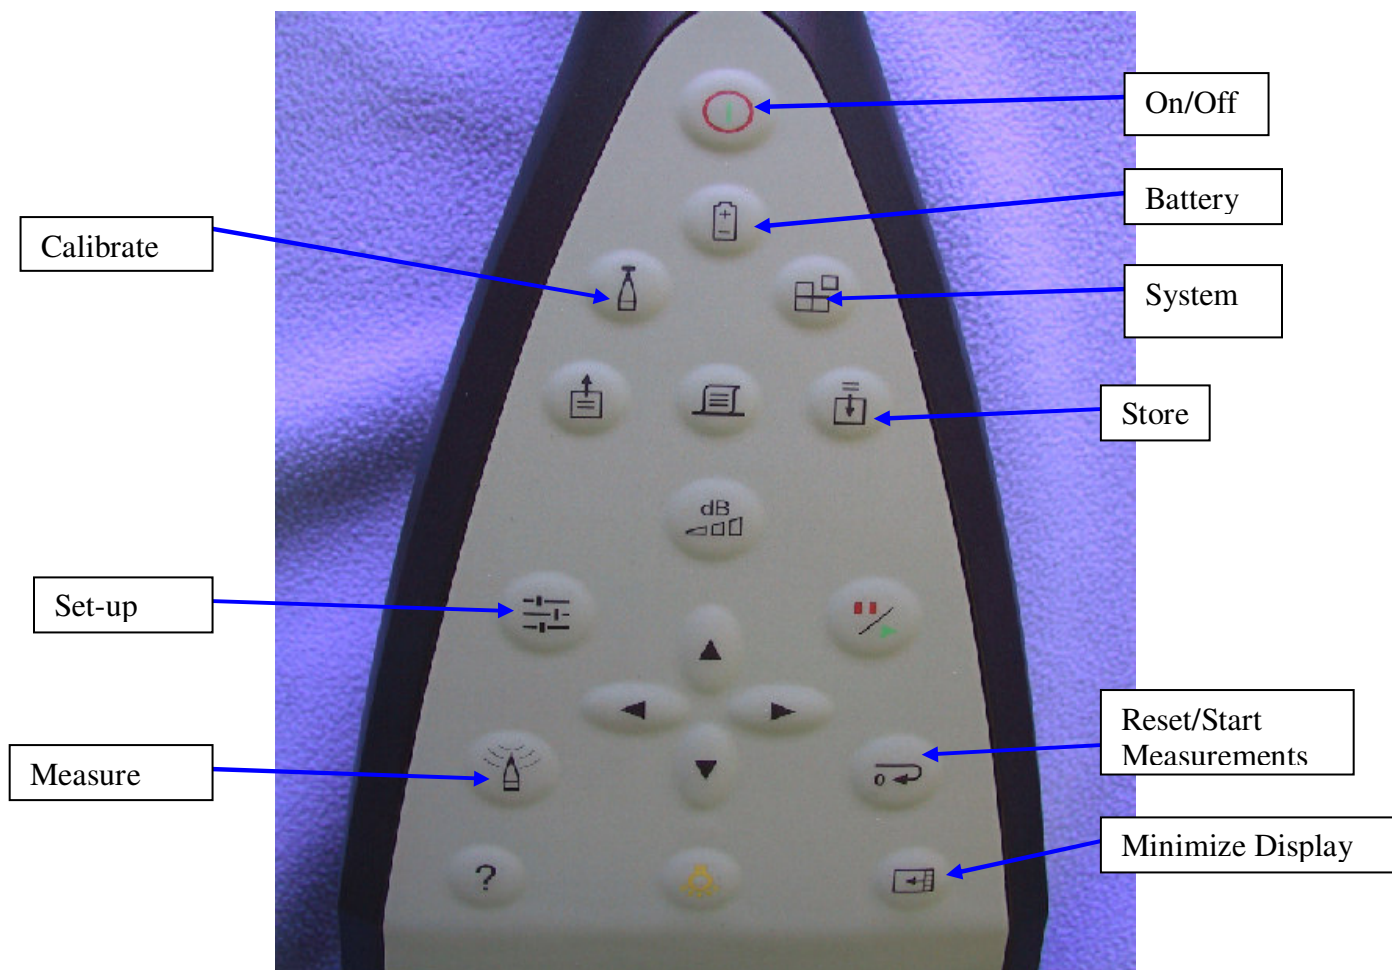 On/Off
Battery
Calibrate
System
Store
dB
Set-up
Reset/Start
Measurements
Measure
Minimize Display
?